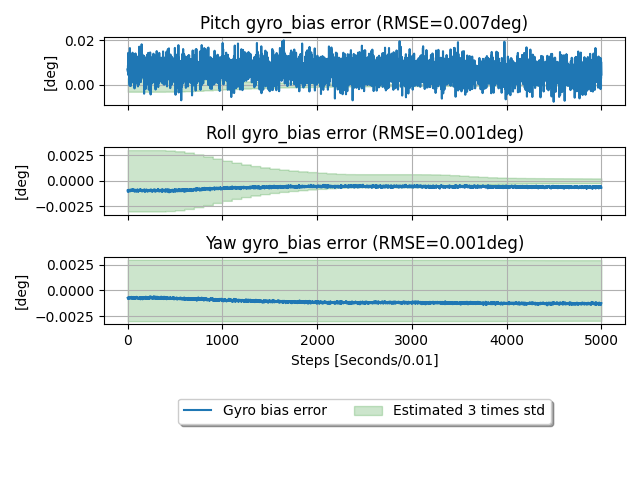 Pitch gyro_bias error (RMSE=0.007deg)
0.02
0.00
[deg]
Roll gyro_bias error (RMSE=0.001deg)
0.0025
0.0000
−0.0025
[deg]
Yaw gyro_bias error (RMSE=0.001deg)
0.0025
0.0000
−0.0025
[deg]
0 1000 2000 3000 4000 5000
Steps [Seconds/0.01]
Gyro bias error Estimated 3 times std